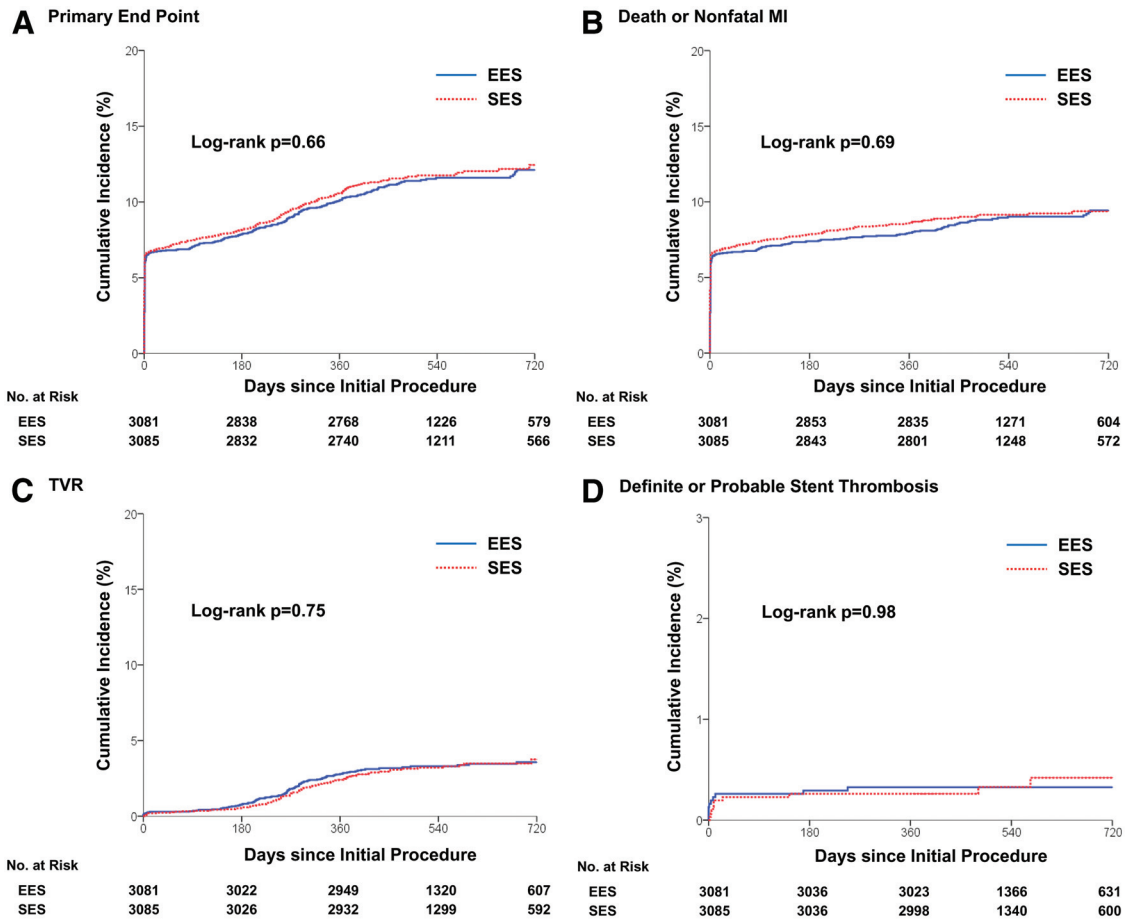 A Primary End Point
Cumulative Incidence (%)
20
15
10
5
0
EES
SES
Log-rank p=0.66
0 180 360 540 720
Days since Initial Procedure
No. at Risk
EES 3081 2838 2768 1226 579
SES 3085 2832 2740 1211 566
B Death or Nonfatal MI
Cumulative Incidence (%)
20
15
10
5
0
EES
SES
Log-rank p=0.69
0 180 360 540 720
Days since Initial Procedure
No. at Risk
EES 3081 2853 2835 1271 604
SES 3085 2843 2801 1248 572
C TVR
Cumulative Incidence (%)
20
15
10
5
0
EES
SES
Log-rank p=0.75
0 180 360 540 720
Days since Initial Procedure
No. at Risk
EES 3081 3022 2949 1320 607
SES 3085 3026 2932 1299 592
D Definite or Probable Stent Thrombosis
Cumulative Incidence (%)
3
2
1
0
EES
SES
Log-rank p=0.98
0 180 360 540 720
Days since Initial Procedure
No. at Risk
EES 3081 3036 3023 1366 631
SES 3085 3036 2998 1340 600